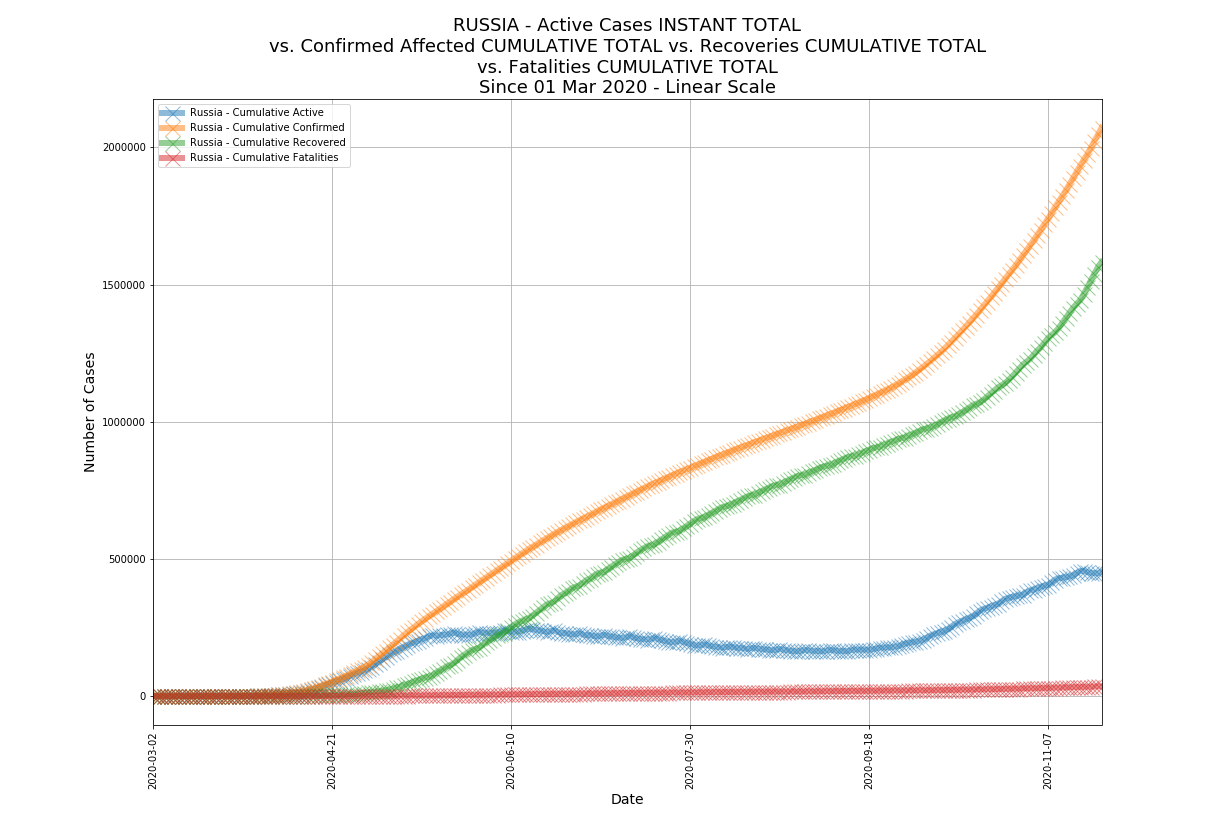 RUSSIA - Active Cases INSTANT TOTAL
vs. Confirmed Affected CUMULATIVE TOTAL vs. Recoveries CUMULATIVE TOTAL
vs. Fatalities CUMULATIVE TOTAL
Since 01 Mar 2020 - Linear Scale
Russia - Cumulative Active
Russia - Cumulative Confirmed
Russia - Cumulative Recovered
Russia - Cumulative Fatalities
Number of Cases
2000000
1500000
1000000
500000
0
2020-03-02
2020-04-21
2020-06-10
2020-07-30
2020-09-18
2020-11-07
Date